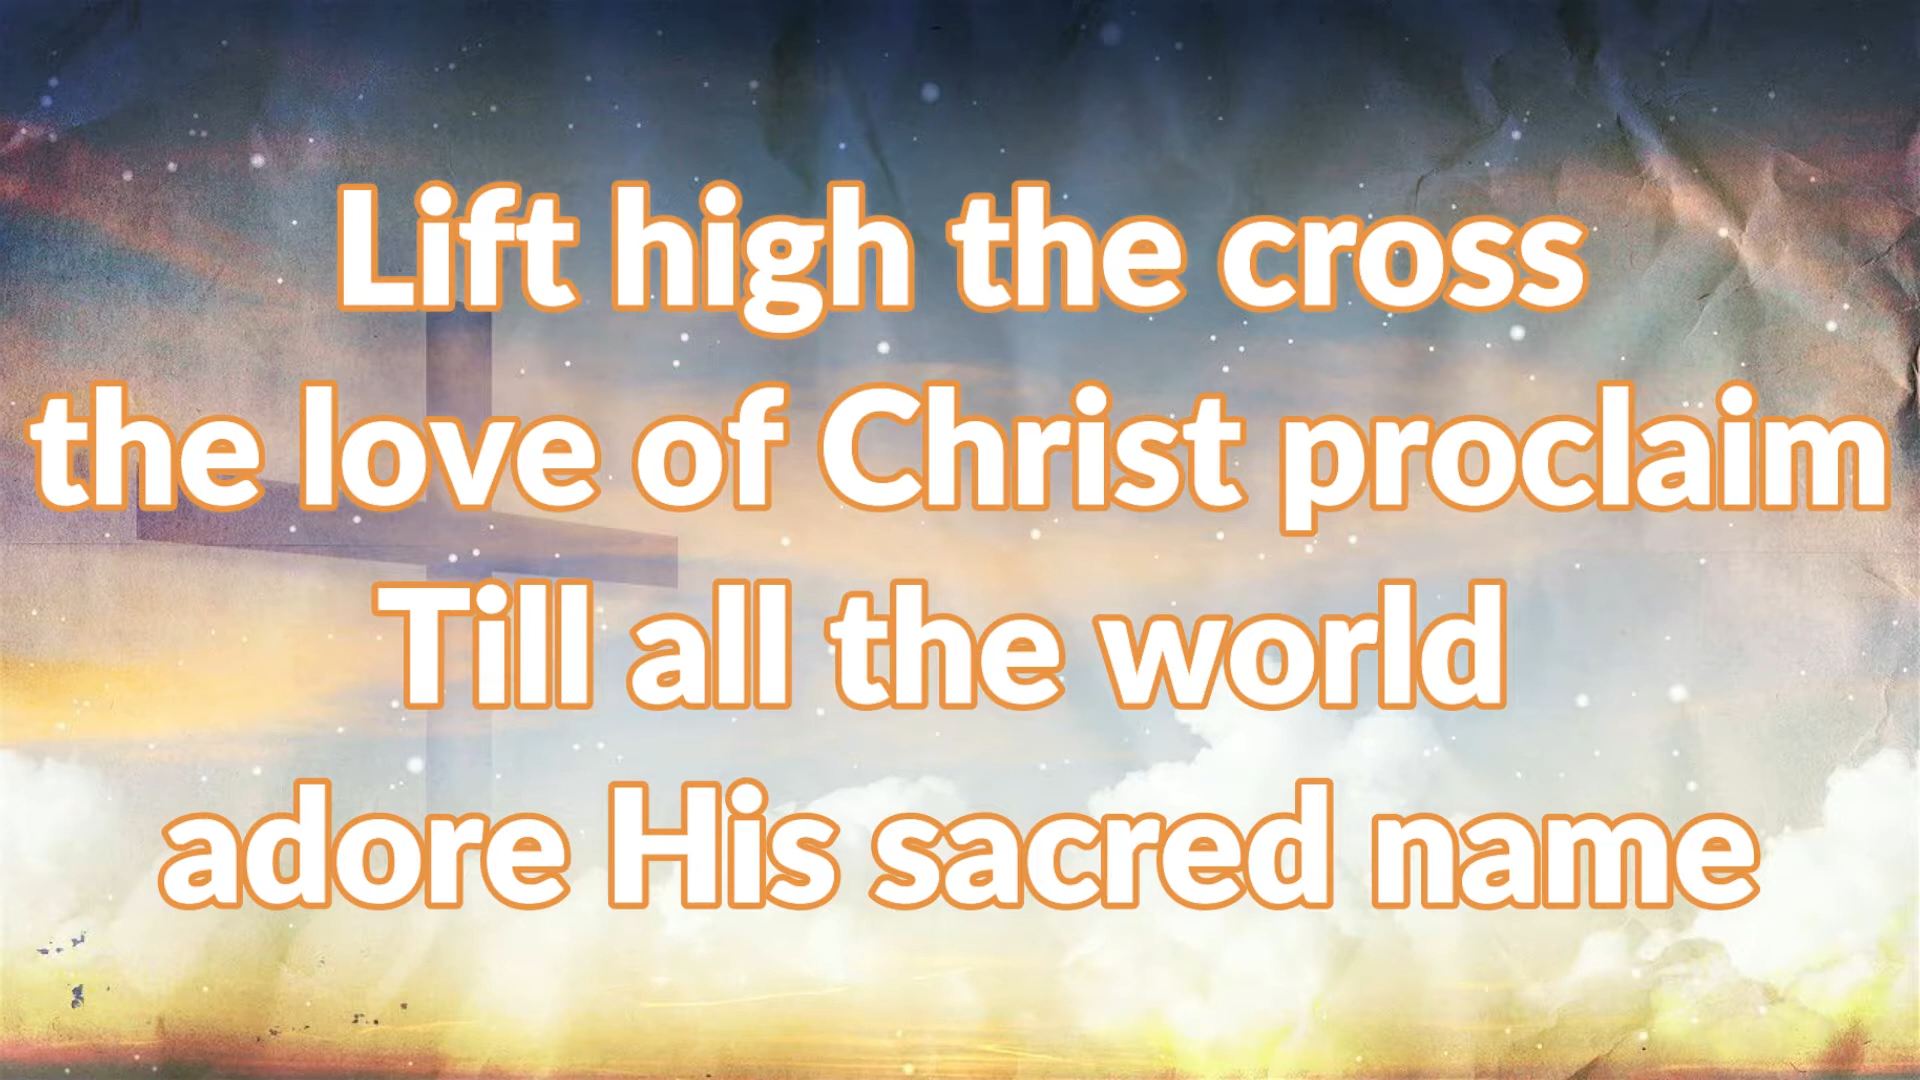 Lift high the cross
the love of Christ proclaim
Till all the world
adore His sacred name